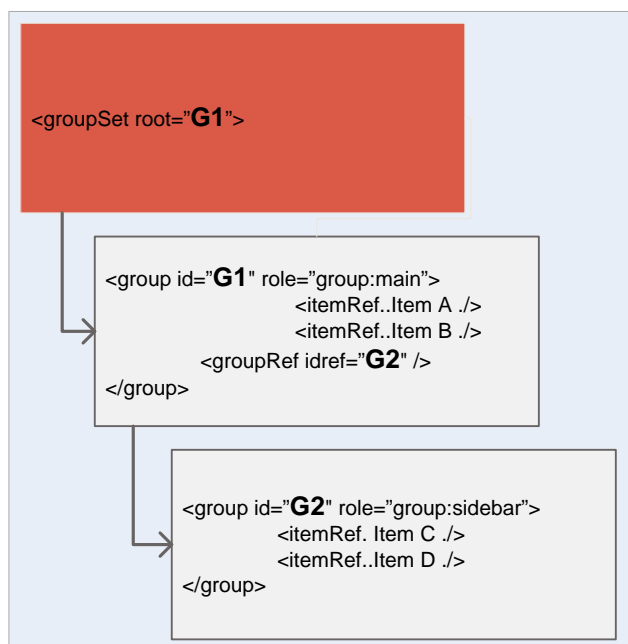 <groupSet root=”G1”>
<group id=”G1" role=”group:main”>
<itemRef..Item A ./>
<itemRef..Item B ./>
<groupRef idref=”G2" />
</group>
<group id=”G2" role=”group:sidebar”>
<itemRef. Item C ./>
<itemRef..Item D ./>
</group>